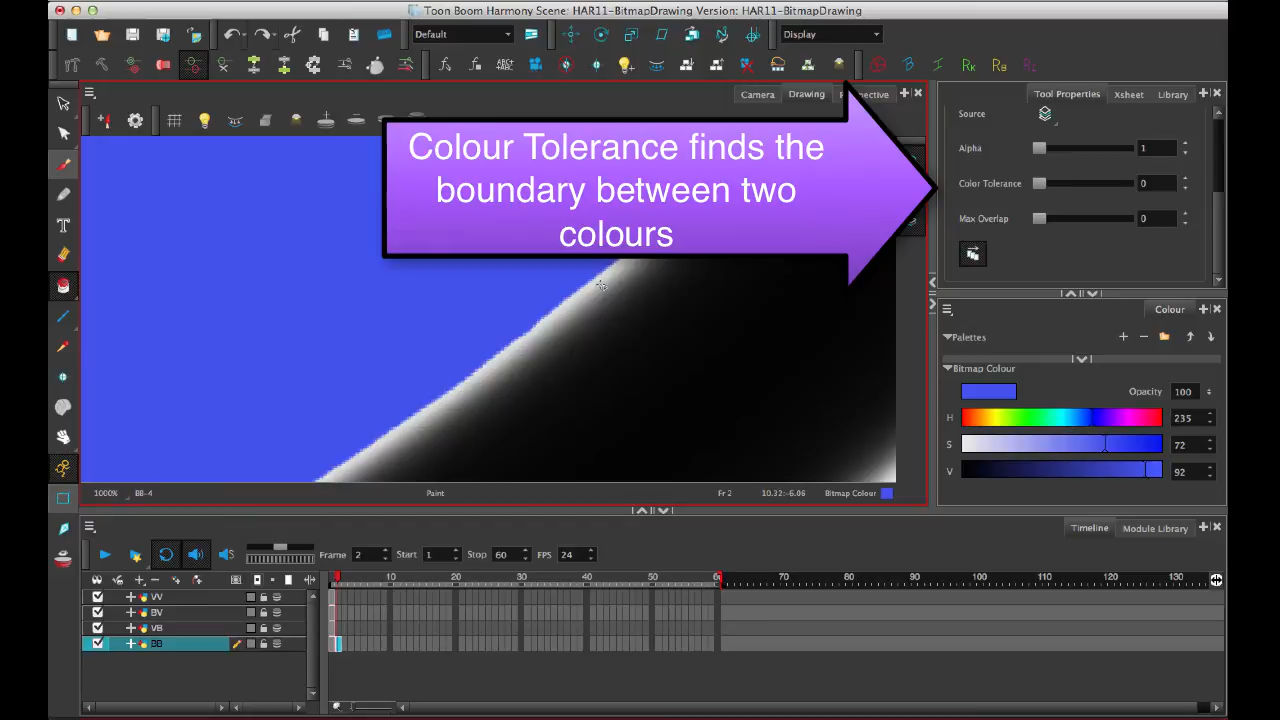 Toon Boom Harmony Scene: HAR11-BitmapDrawing Version: HAR11-BitmapDrawing
Default
Display
Camera
Drawing
Perspective
Tool Properties
Xsheet
Library
Colour Tolerance finds the
boundary between two
colours
Source
Alpha
1
Color Tolerance
0
Max Overlap
0
Colour
Palettes
Bitmap Colour
Opacity
100
H
235
S
72
V
92
1000%
BB-4
Paint
Fr 2
10.32:-6.06
Bitmap Colour
Timeline
Module Library
Frame 2
Start 1
Stop 60
FPS 24
10 20 30 40 50 70 80 90 100 110 120 130
VV
BV
VB
BB